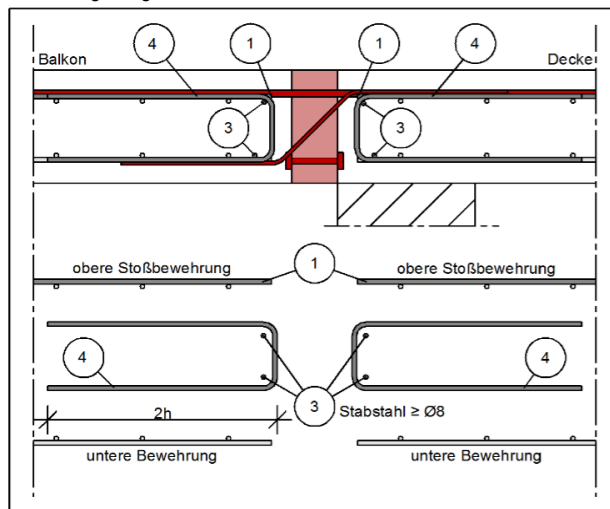 4 1 1 4
Balkon Decke
3 3
obere Stoßbewehrung 1 obere Stoßbewehrung
4 4
3 Stabstahl ≥ Ø8
2h
untere Bewehrung untere Bewehrung